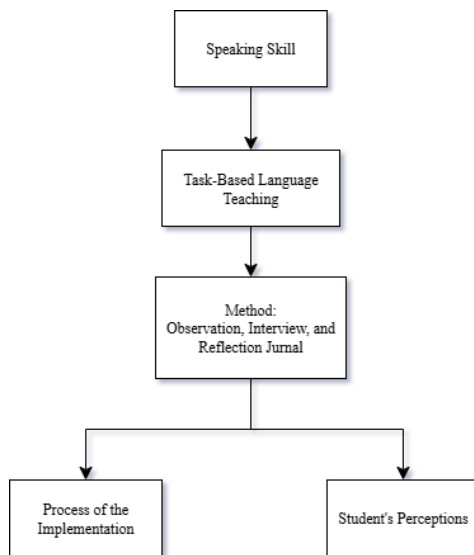 Speaking Skill
Task-Based Language
Teaching
Method:
Observation, Interview, and
Reflection Jurnal
Process of the
Implementation
Student's Perceptions